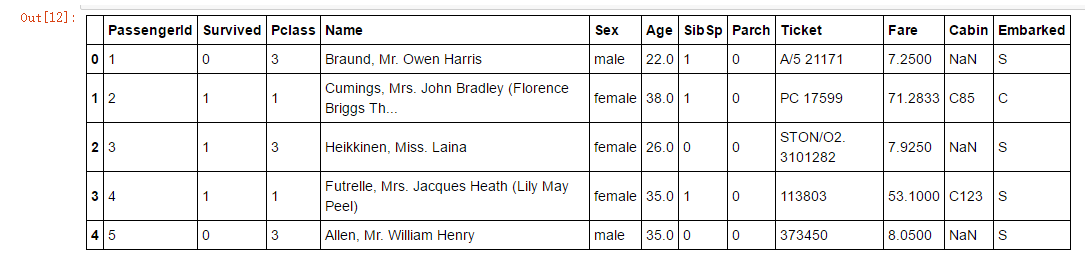 Out[12]:
PassengerId Survived Pclass Name Sex Age SibSp Parch Ticket Fare Cabin Embarked
0 1 0 3 Braund, Mr. Owen Harris male 22.0 1 0 A/5 21171 7.2500 NaN S
1 2 1 1 Cumings, Mrs. John Bradley (Florence Briggs Th... female 38.0 1 0 PC 17599 71.2833 C85 C
2 3 1 3 Heikkinen, Miss. Laina female 26.0 0 0 STON/O2. 3101282 7.9250 NaN S
3 4 1 1 Futrelle, Mrs. Jacques Heath (Lily May Peel) female 35.0 1 0 113803 53.1000 C123 S
4 5 0 3 Allen, Mr. William Henry male 35.0 0 0 373450 8.0500 NaN S